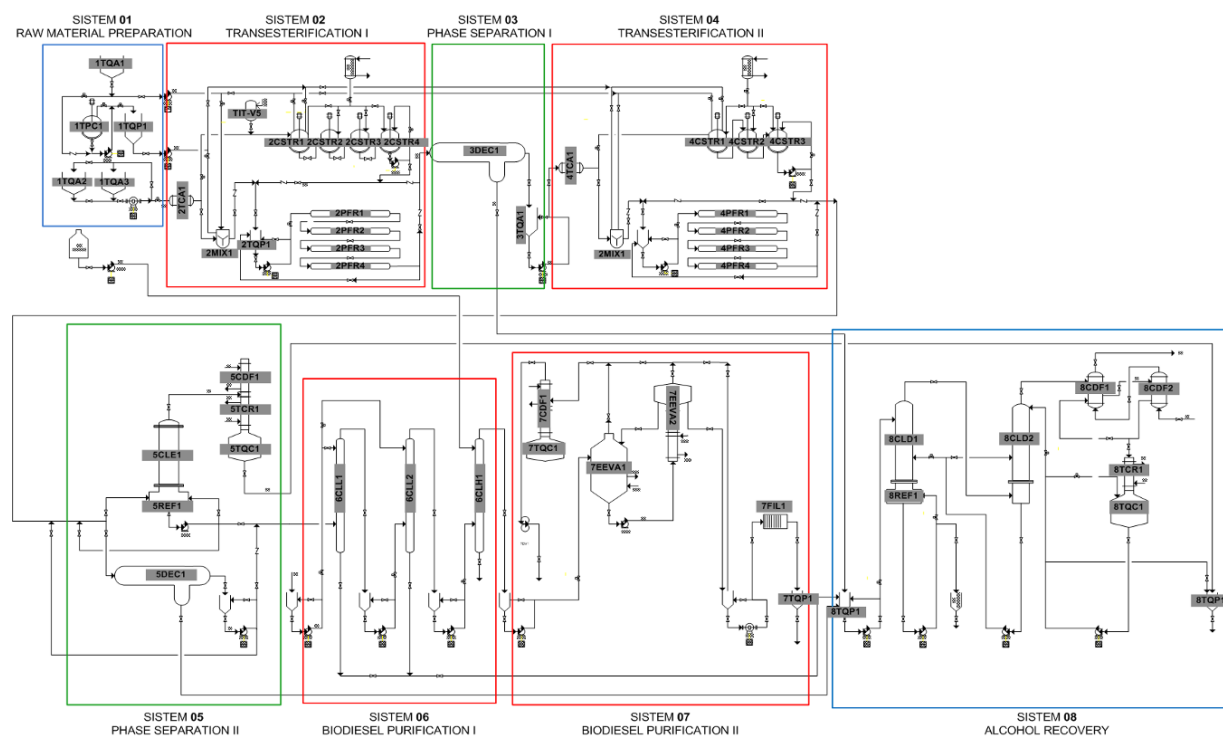 SISTEM 01
RAW MATERIAL PREPARATION
SISTEM 02
TRANSESTERIFICATION I
SISTEM 03
PHASE SEPARATION I
SISTEM 04
TRANSESTERIFICATION II
1TQA1
1TPC1
1TQP1
1TQA2
1TQA3
TIT-V5
2CSTR1
2CSTR2
2CSTR3
2CSTR4
2TCA1
2MIX1
2TQP1
2PFR1
2PFR2
2PFR3
2PFR4
3DEC1
3TQA1
4TCA1
4CSTR1
4CSTR2
4CSTR3
2MIX1
4PFR1
4PFR2
4PFR3
4PFR4
5CDF1
5TCR1
5TQC1
5CLE1
5REF1
5DEC1
6CLL1
6CLL2
6CLH1
7CDF1
7TQC1
7EEVA1
7EEVA2
7FIL1
7TQP1
8TQP1
8CLD1
8REF1
8CLD2
8CDF1
8CDF2
8TCR1
8TQC1
8TQP1
SISTEM 05
PHASE SEPARATION II
SISTEM 06
BIODIESEL PURIFICATION I
SISTEM 07
BIODIESEL PURIFICATION II
SISTEM 08
ALCOHOL RECOVERY